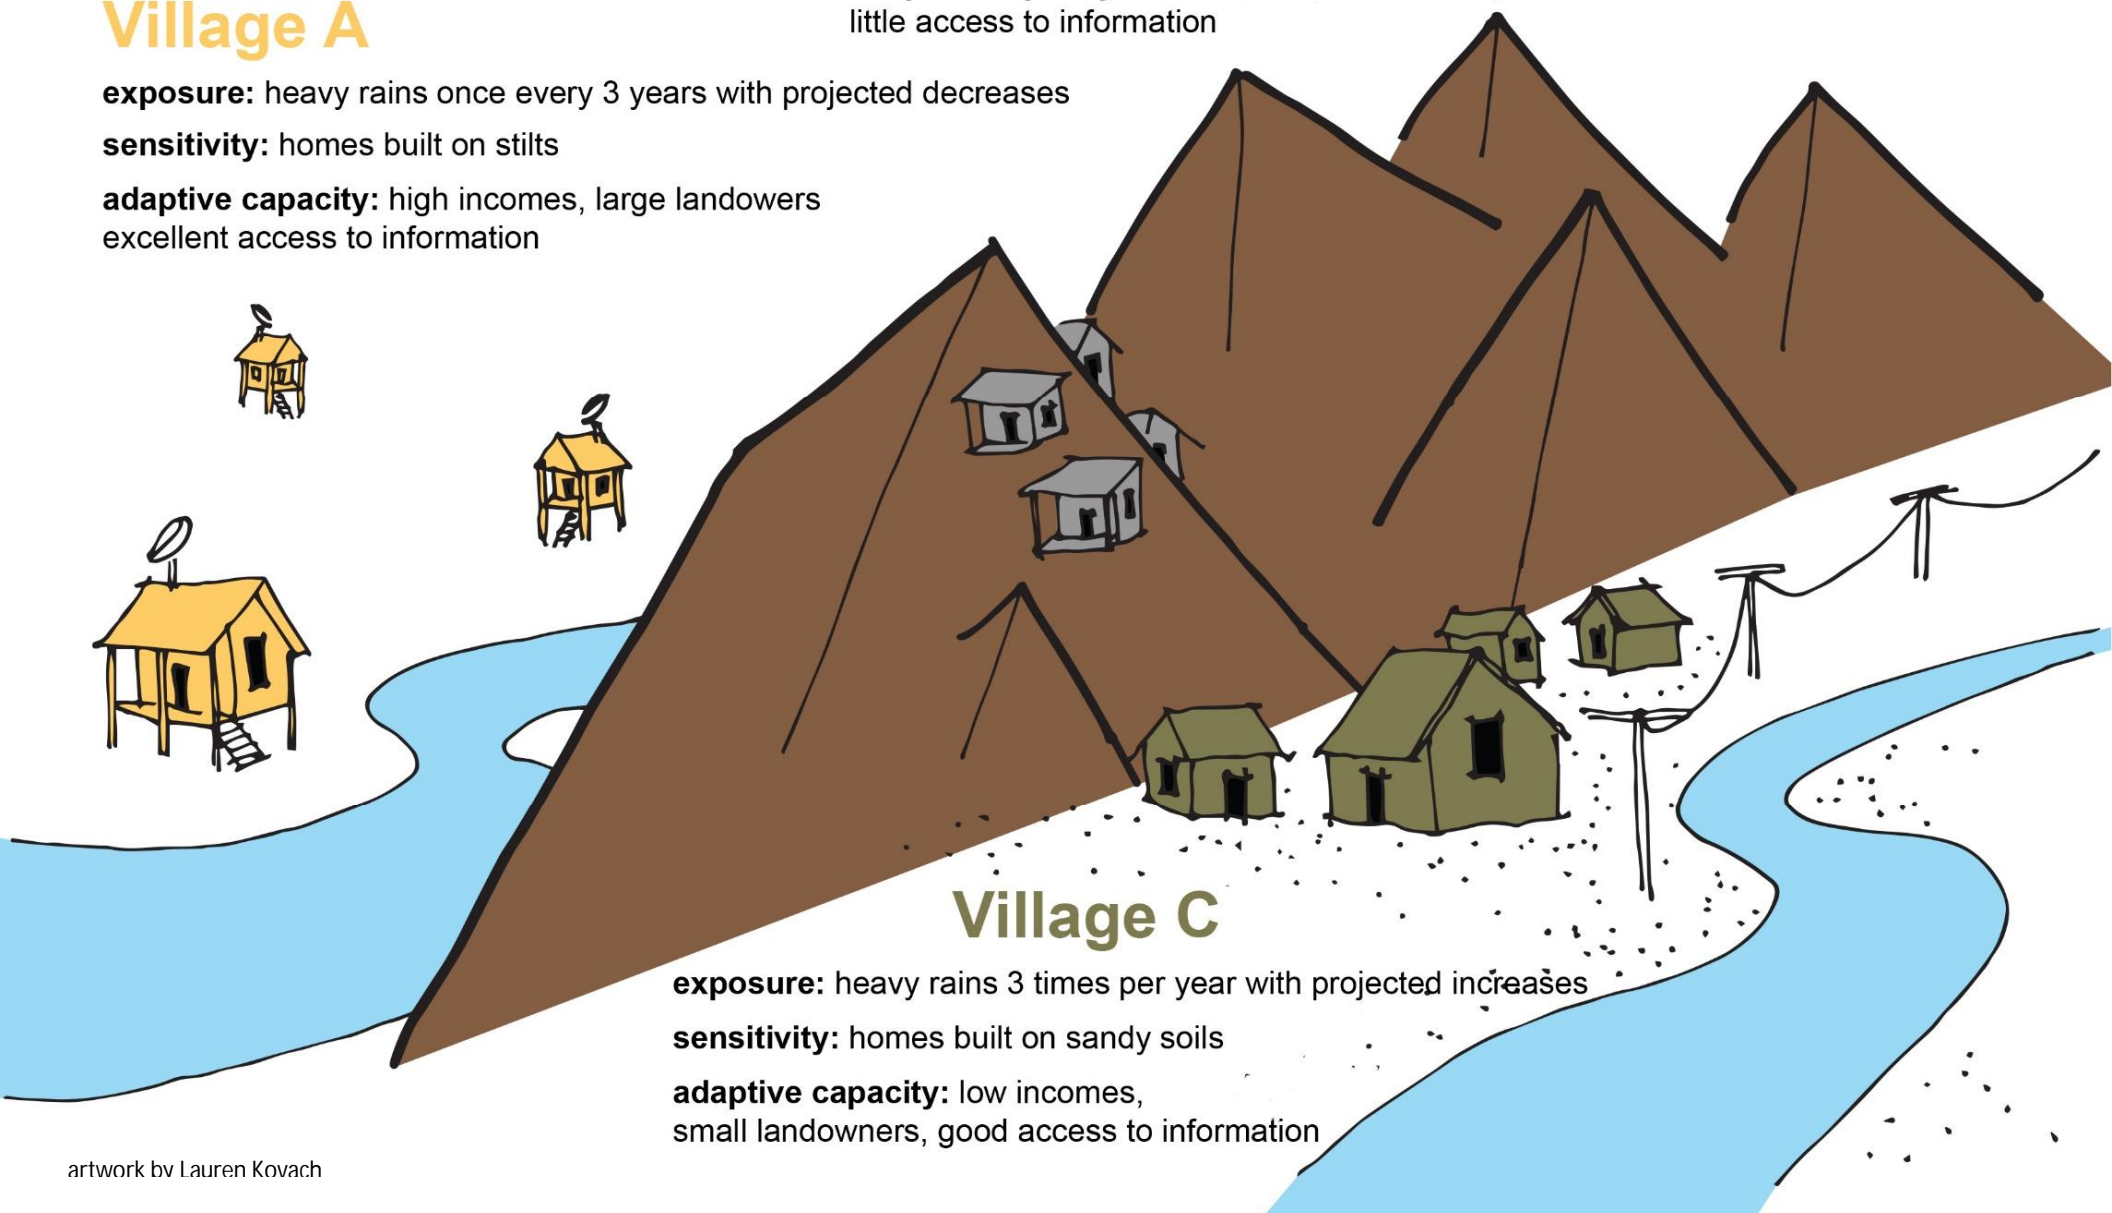 Village A
little access to information
exposure: heavy rains once every 3 years with projected decreases
sensitivity: homes built on stilts
adaptive capacity: high incomes, large landowers
excellent access to information
Village C
exposure: heavy rains 3 times per year with projected increases
sensitivity: homes built on sandy soils
adaptive capacity: low incomes,
small landowners, good access to information
artwork by Lauren Kovach